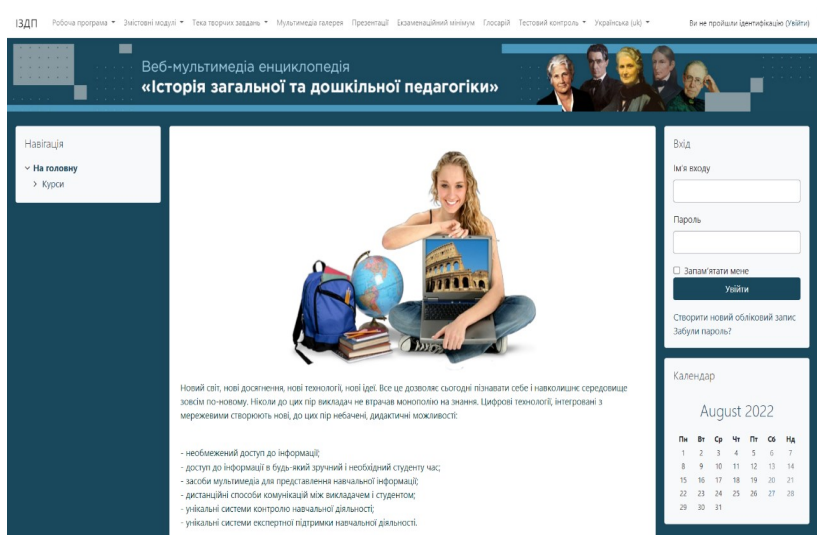 ІЗДП Робоча програма Змістовні модулі Тека творчих завдань Мультимедіа галерея Презентації Екзаменаційний мінімум Глосарій Тестовий контроль Українська (uk) Ви не пройшли ідентифікацію (Увійти)
Веб-мультимедіа енциклопедія
«Історія загальної та дошкільної педагогіки»
Навігація
На головну
Курси
Новий світ, нові досягнення, нові технології, нові ідеї. Все це дозволяє сьогодні пізнавати себе і навколишнє середовище
зовсім по-новому. Ніколи до цих пір викладач не втрачав монополію на знання. Цифрові технології, інтегровані з
мережевими створюють нові, до цих пір небачені, дидактичні можливості:
- необмежений доступ до інформації;
- доступ до інформації в будь-який зручний і необхідний студенту час;
- засоби мультимедіа для представлення навчальної інформації;
- дистанційні способи комунікацій між викладачем і студентом;
- унікальні системи контролю навчальної діяльності;
- унікальні системи експертної підтримки навчальної діяльності.
Вхід
Ім'я входу
Пароль
Запам'ятати мене
Увійти
Створити новий обліковий запис
Забули пароль?
Календар
August 2022
Пн Вт Ср Чт Пт Сб Нд
1 2 3 4 5 6 7
8 9 10 11 12 13 14
15 16 17 18 19 20 21
22 23 24 25 26 27 28
29 30 31